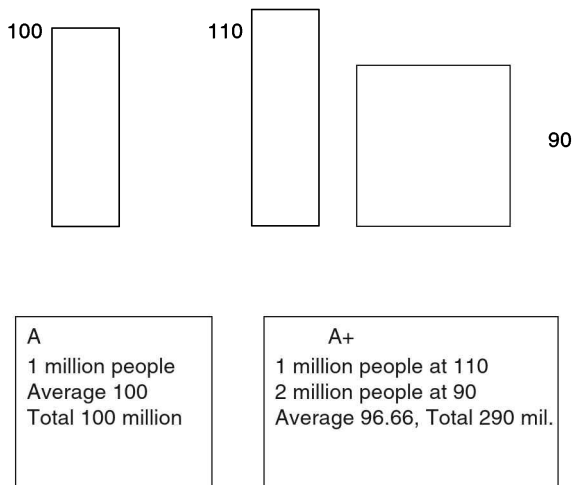 100
110
90
A
1 million people
Average 100
Total 100 million
A+
1 million people at 110
2 million people at 90
Average 96.66, Total 290 mil.